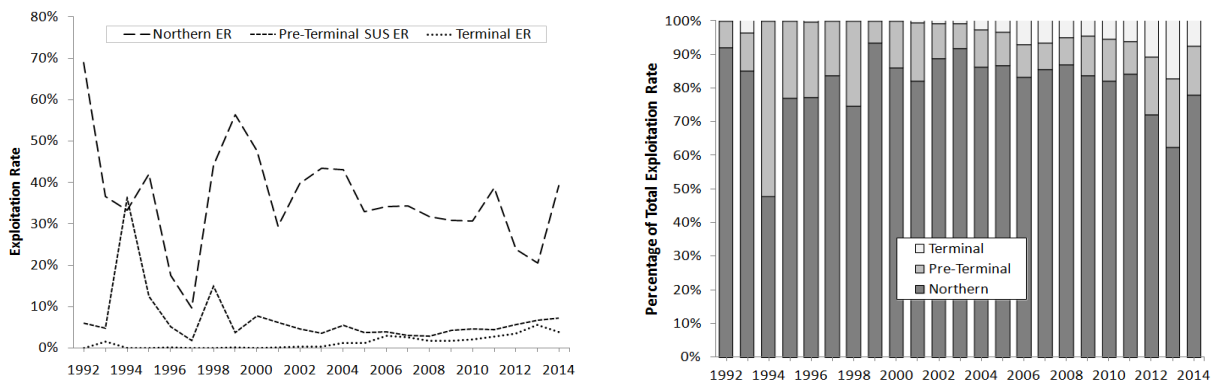 80%
70%
60%
50%
40%
30%
20%
10%
0%
Exploitation Rate
Northern ER Pre-Terminal SUS ER Terminal ER
1992 1994 1996 1998 2000 2002 2004 2006 2008 2010 2012 2014
100%
90%
80%
70%
60%
50%
40%
30%
20%
10%
0%
Percentage of Total Exploitation Rate
Terminal
Pre-Terminal
Northern
1992 1994 1996 1998 2000 2002 2004 2006 2008 2010 2012 2014